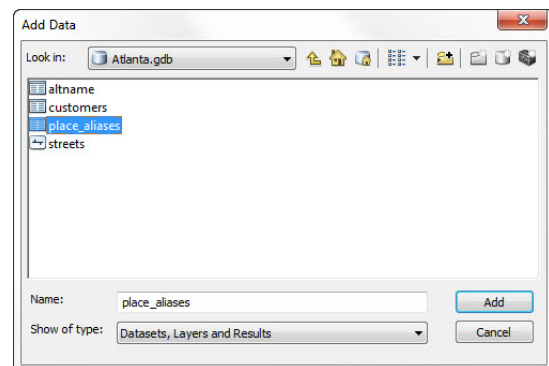 Add Data
Look in: Atlanta.gdb
altname
customers
place_aliases
streets
Name: place_aliases Add
Show of type: Datasets, Layers and Results Cancel